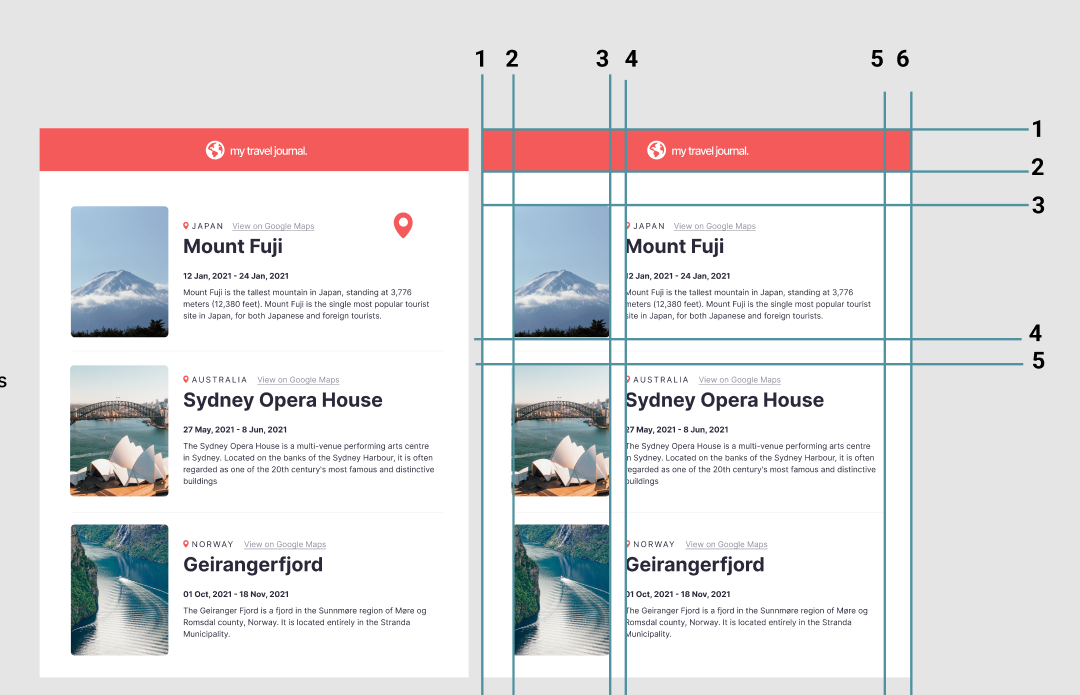 1 2 3 4 5 6
1
my travel journal.
my travel journal.
2
3
JAPAN View on Google Maps
Mount Fuji
12 Jan, 2021 - 24 Jan, 2021
Mount Fuji is the tallest mountain in Japan, standing at 3,776
meters (12,380 feet). Mount Fuji is the single most popular tourist
site in Japan, for both Japanese and foreign tourists.
JAPAN View on Google Maps
Mount Fuji
12 Jan, 2021 - 24 Jan, 2021
Mount Fuji is the tallest mountain in Japan, standing at 3,776
meters (12,380 feet). Mount Fuji is the single most popular tourist
site in Japan, for both Japanese and foreign tourists.
4
5
s
AUSTRALIA View on Google Maps
Sydney Opera House
27 May, 2021 - 8 Jun, 2021
The Sydney Opera House is a multi-venue performing arts centre
in Sydney. Located on the banks of the Sydney Harbour, it is often
regarded as one of the 20th century's most famous and distinctive
buildings
AUSTRALIA View on Google Maps
Sydney Opera House
27 May, 2021 - 8 Jun, 2021
The Sydney Opera House is a multi-venue performing arts centre
in Sydney. Located on the banks of the Sydney Harbour, it is often
regarded as one of the 20th century's most famous and distinctive
buildings
NORWAY View on Google Maps
Geirangerfjord
01 Oct, 2021 - 18 Nov, 2021
The Geiranger Fjord is a fjord in the Sunnmøre region of Møre og
Romsdal county, Norway. It is located entirely in the Stranda
Municipality.
NORWAY View on Google Maps
Geirangerfjord
01 Oct, 2021 - 18 Nov, 2021
The Geiranger Fjord is a fjord in the Sunnmøre region of Møre og
Romsdal county, Norway. It is located entirely in the Stranda
Municipality.